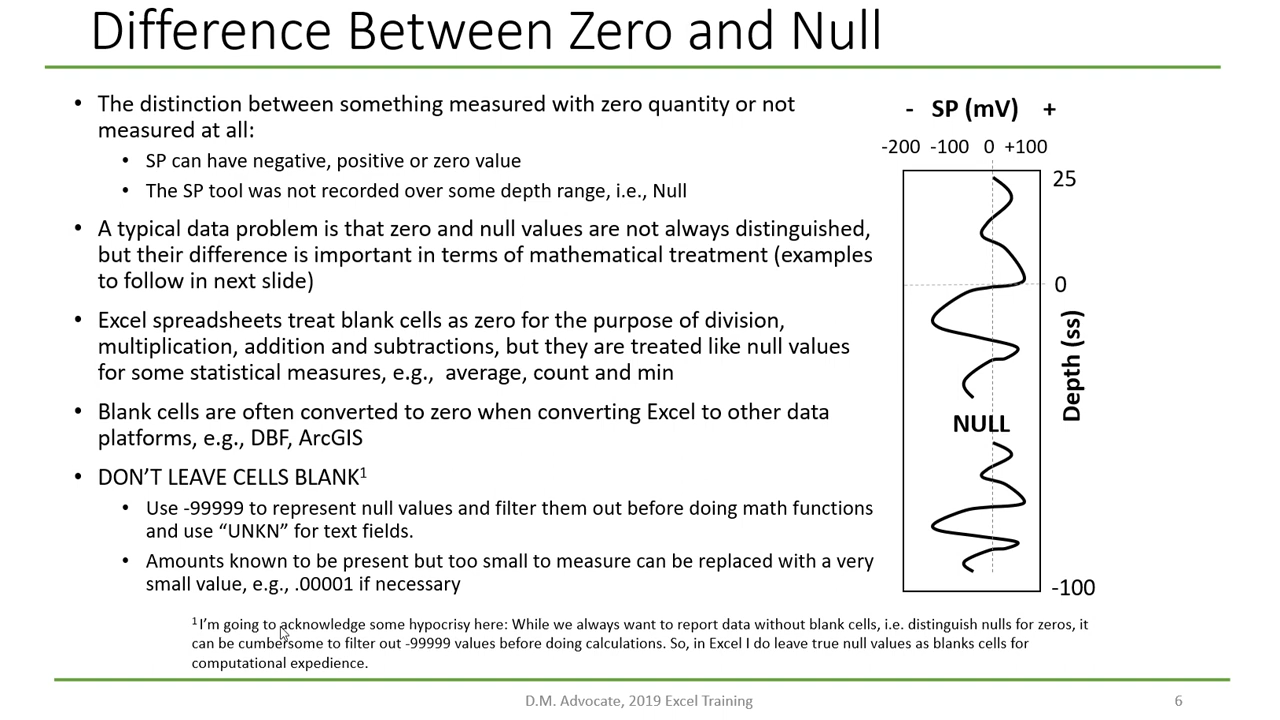 Difference Between Zero and Null
• The distinction between something measured with zero quantity or not
measured at all:
• SP can have negative, positive or zero value
• The SP tool was not recorded over some depth range, i.e., Null
• A typical data problem is that zero and null values are not always distinguished,
but their difference is important in terms of mathematical treatment (examples
to follow in next slide)
• Excel spreadsheets treat blank cells as zero for the purpose of division,
multiplication, addition and subtractions, but they are treated like null values
for some statistical measures, e.g., average, count and min
• Blank cells are often converted to zero when converting Excel to other data
platforms, e.g., DBF, ArcGIS
• DON'T LEAVE CELLS BLANK¹
• Use -99999 to represent null values and filter them out before doing math functions
and use “UNKN” for text fields.
• Amounts known to be present but too small to measure can be replaced with a very
small value, e.g., .00001 if necessary
- SP (mV) +
-200 -100 0 +100
25
0
Depth (ss)
NULL
-100
¹ I'm going to acknowledge some hypocrisy here: While we always want to report data without blank cells, i.e. distinguish nulls for zeros, it
can be cumbersome to filter out -99999 values before doing calculations. So, in Excel I do leave true null values as blanks cells for
computational expedience.
D.M. Advocate, 2019 Excel Training
6